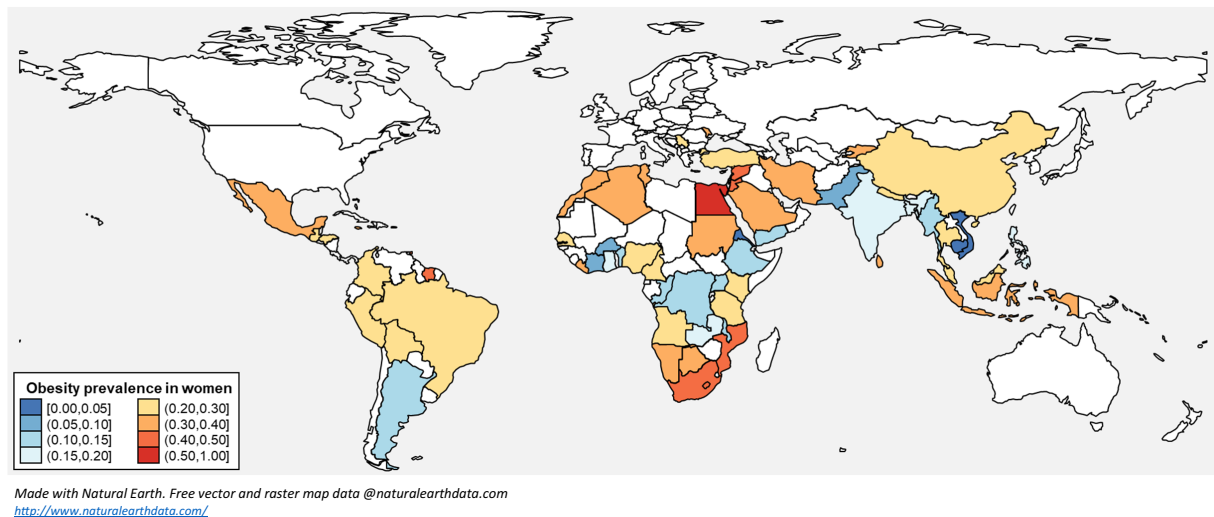 Obesity prevalence in women
[0.00,0.05] (0.20,0.30]
(0.05,0.10] (0.30,0.40]
(0.10,0.15] (0.40,0.50]
(0.15,0.20] (0.50,1.00]
Made with Natural Earth. Free vector and raster map data @naturalearthdata.com
http://www.naturalearthdata.com/